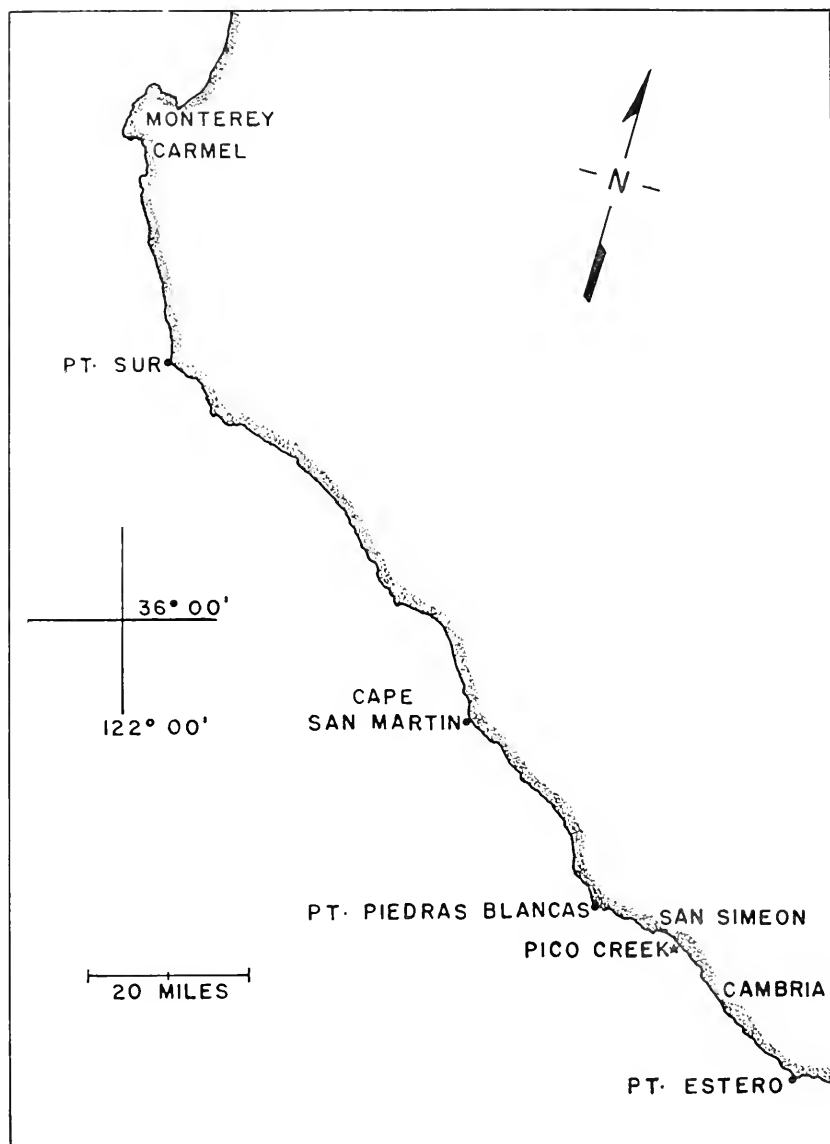 MONTEREY
CARMEL
N
PT. SUR
36° 00'
122° 00'
CAPE
SAN MARTIN
PT. PIEDRAS BLANCAS
SAN SIMEON
PICO CREEK
CAMBRIA
20 MILES
PT. ESTERO